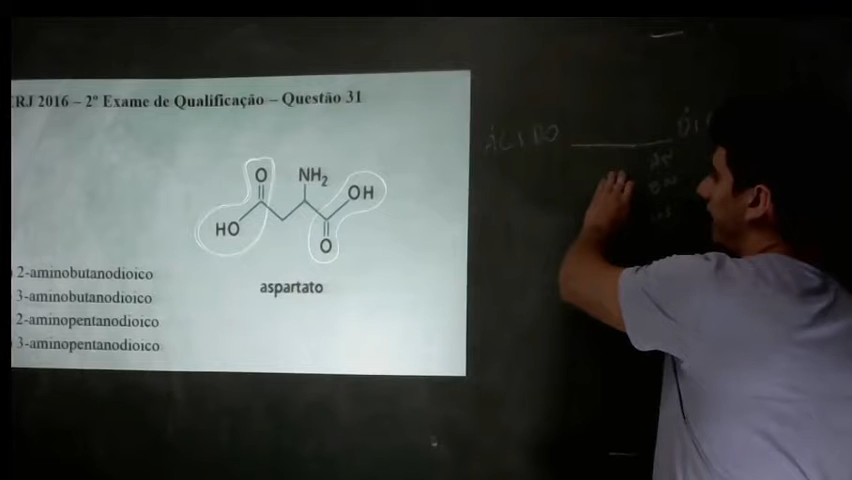 RJ 2016 – 2º Exame de Qualificação – Questão 31
O
NH2
OH
HO
O
aspartato
2-aminobutanodioico
3-aminobutanodioico
2-aminopentanodioico
3-aminopentanodioico
ÁCIDO
AN